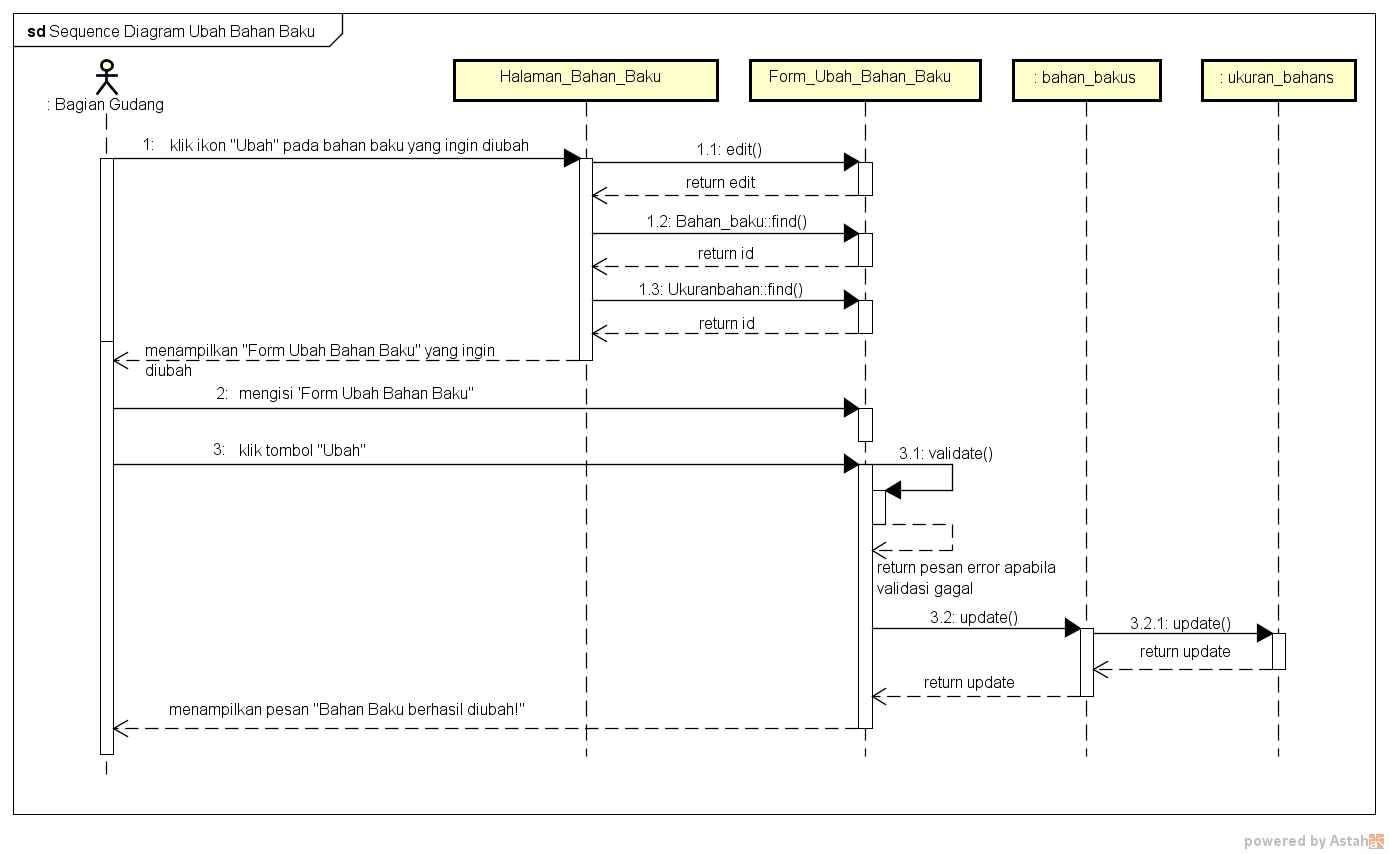 sd Sequence Diagram Ubah Bahan Baku
: Bagian Gudang
Halaman_Bahan_Baku
Form_Ubah_Bahan_Baku
: bahan_bakus
: ukuran_bahans
1: klik ikon "Ubah" pada bahan baku yang ingin diubah
1.1: edit()
return edit
1.2: Bahan_baku::find()
return id
1.3: Ukuranbahan::find()
return id
menampilkan "Form Ubah Bahan Baku" yang ingin
diubah
2: mengisi 'Form Ubah Bahan Baku"
3: klik tombol "Ubah"
3.1: validate()
return pesan error apabila
validasi gagal
3.2: update()
3.2.1: update()
return update
return update
menampilkan pesan "Bahan Baku berhasil diubah!"
powered by Astah